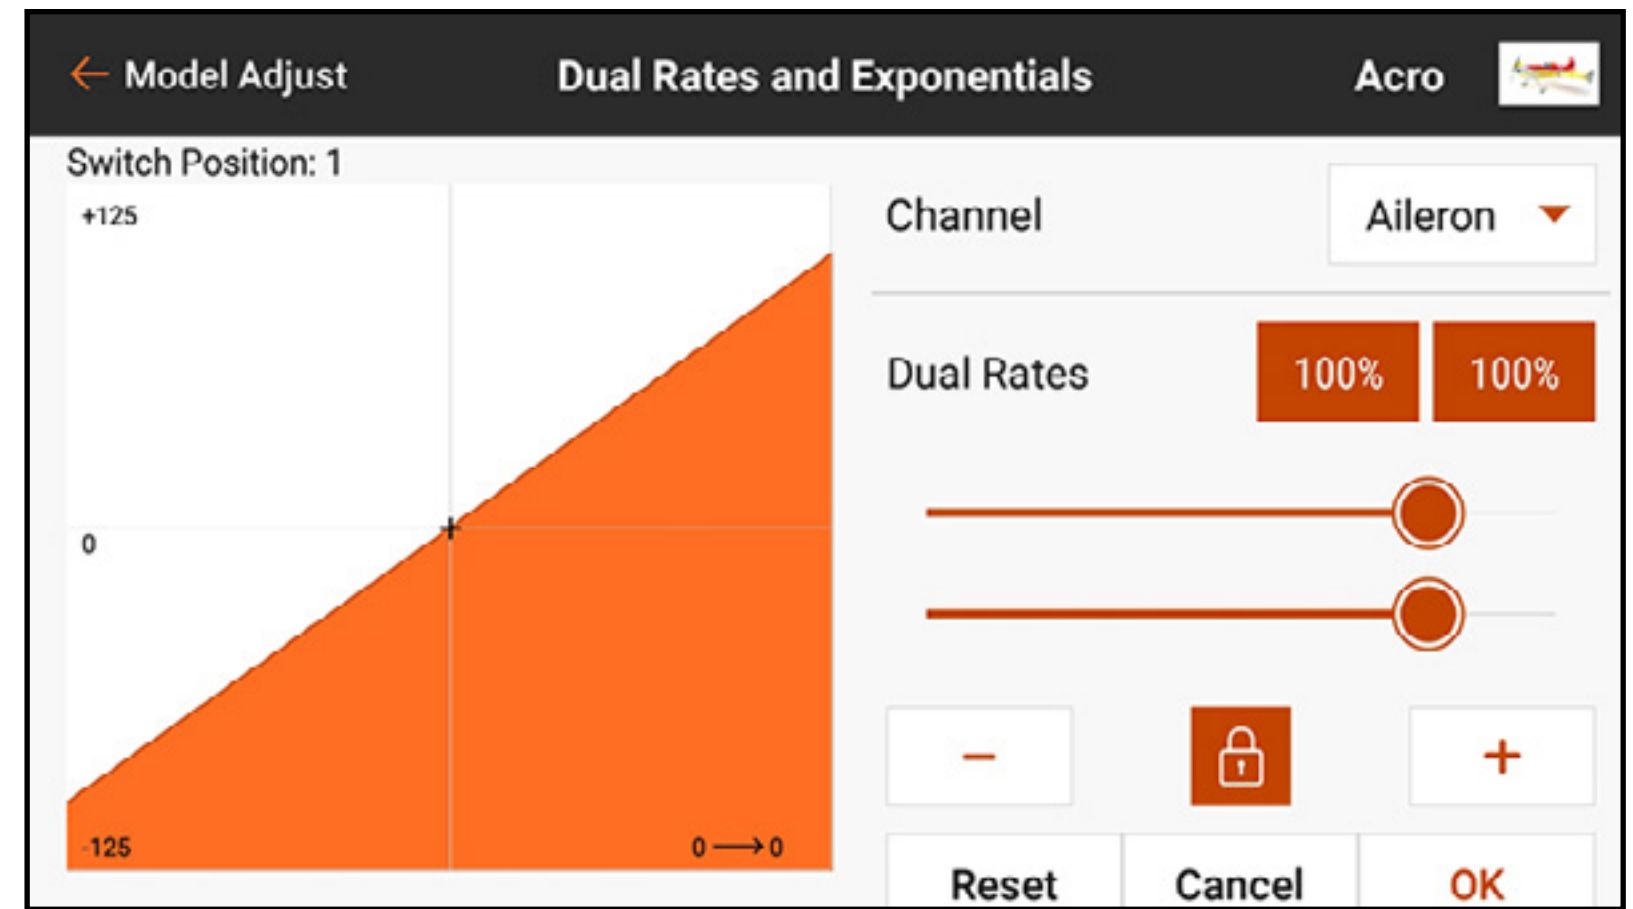 Model Adjust
Dual Rates and Exponentials
Acro
Switch Position: 1
+125
0
-125
0→0
Channel
Aileron
Dual Rates
100%
100%
−
+
Reset
Cancel
OK